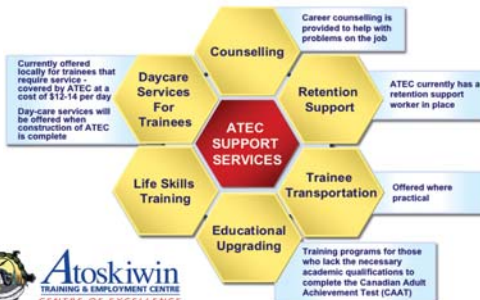 Career counselling is
provided to help with
problems on the job
Counselling
Currently offered
locally for trainees that
require service -
covered by ATEC at a
cost of $12-14 per day
Day-care services will
be offered when
construction of ATEC
is complete
Daycare
Services
For
Trainees
Retention
Support
ATEC currently has a
retention support
worker in place
ATEC
SUPPORT
SERVICES
Life Skills
Training
Trainee
Transportation
Offered where
practical
Educational
Upgrading
Training programs for those
who lack the necessary
academic qualifications to
complete the Canadian Adult
Achievement Test (CAAT)
Atoskiwin
TRAINING & EMPLOYMENT CENTRE
CENTRE OF EXCELLENCE